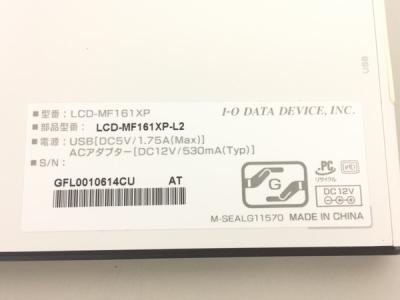 USB
■型番：LCD-MF161XP
I-O DATA DEVICE, INC.
■部品型番： LCD-MF161XP-L2
■電源：USB[DC5V/1.75A(Max)]
ACアダプター[DC12V/530mA(Typ)]
■S/N：
GFL0010614CU AT
G
PC
リサイクル
DC12V
M-SEALG11570 MADE IN CHINA